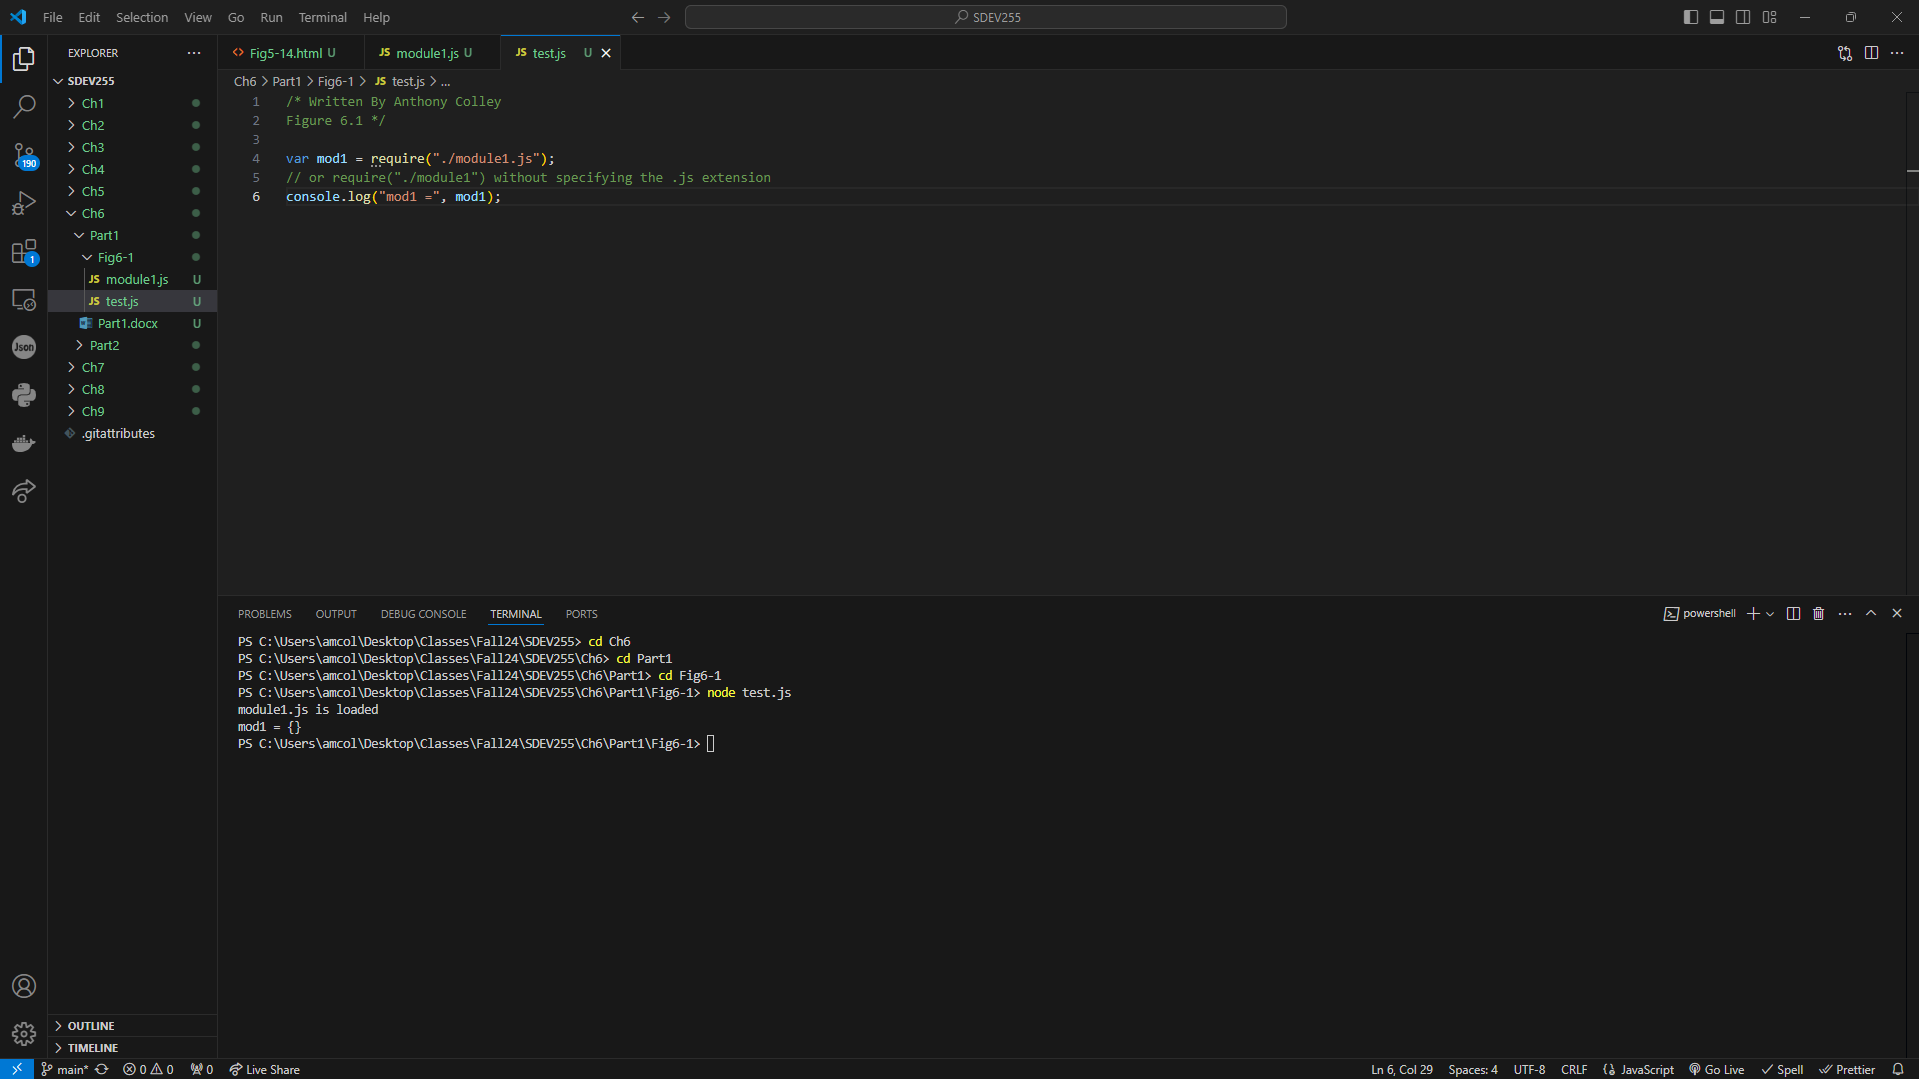 File Edit Selection View Go Run Terminal Help
SDEV255
EXPLORER
SDEV255
Ch1
Ch2
Ch3
Ch4
Ch5
Ch6
Part1
Fig6-1
JS module1.js U
JS test.js U
Part1.docx U
Part2
Ch7
Ch8
Ch9
.gitattributes
190
1
Json
OUTLINE
TIMELINE
Fig5-14.html U
JS module1.js U
JS test.js U
Ch6 > Part1 > Fig6-1 > JS test.js > ...
1 /* Written By Anthony Colley
2 Figure 6.1 */
3
4 var mod1 = require("./module1.js");
5 // or require("./module1") without specifying the .js extension
6 console.log("mod1 =", mod1);
PROBLEMS OUTPUT DEBUG CONSOLE TERMINAL PORTS
powershell
PS C:\Users\amcol\Desktop\Classes\Fall24\SDEV255> cd Ch6
PS C:\Users\amcol\Desktop\Classes\Fall24\SDEV255\Ch6> cd Part1
PS C:\Users\amcol\Desktop\Classes\Fall24\SDEV255\Ch6\Part1> cd Fig6-1
PS C:\Users\amcol\Desktop\Classes\Fall24\SDEV255\Ch6\Part1\Fig6-1> node test.js
module1.js is loaded
mod1 = {}
PS C:\Users\amcol\Desktop\Classes\Fall24\SDEV255\Ch6\Part1\Fig6-1>
main* 0 0 0 Live Share
Ln 6, Col 29 Spaces: 4 UTF-8 CRLF {} JavaScript Go Live Spell Prettier